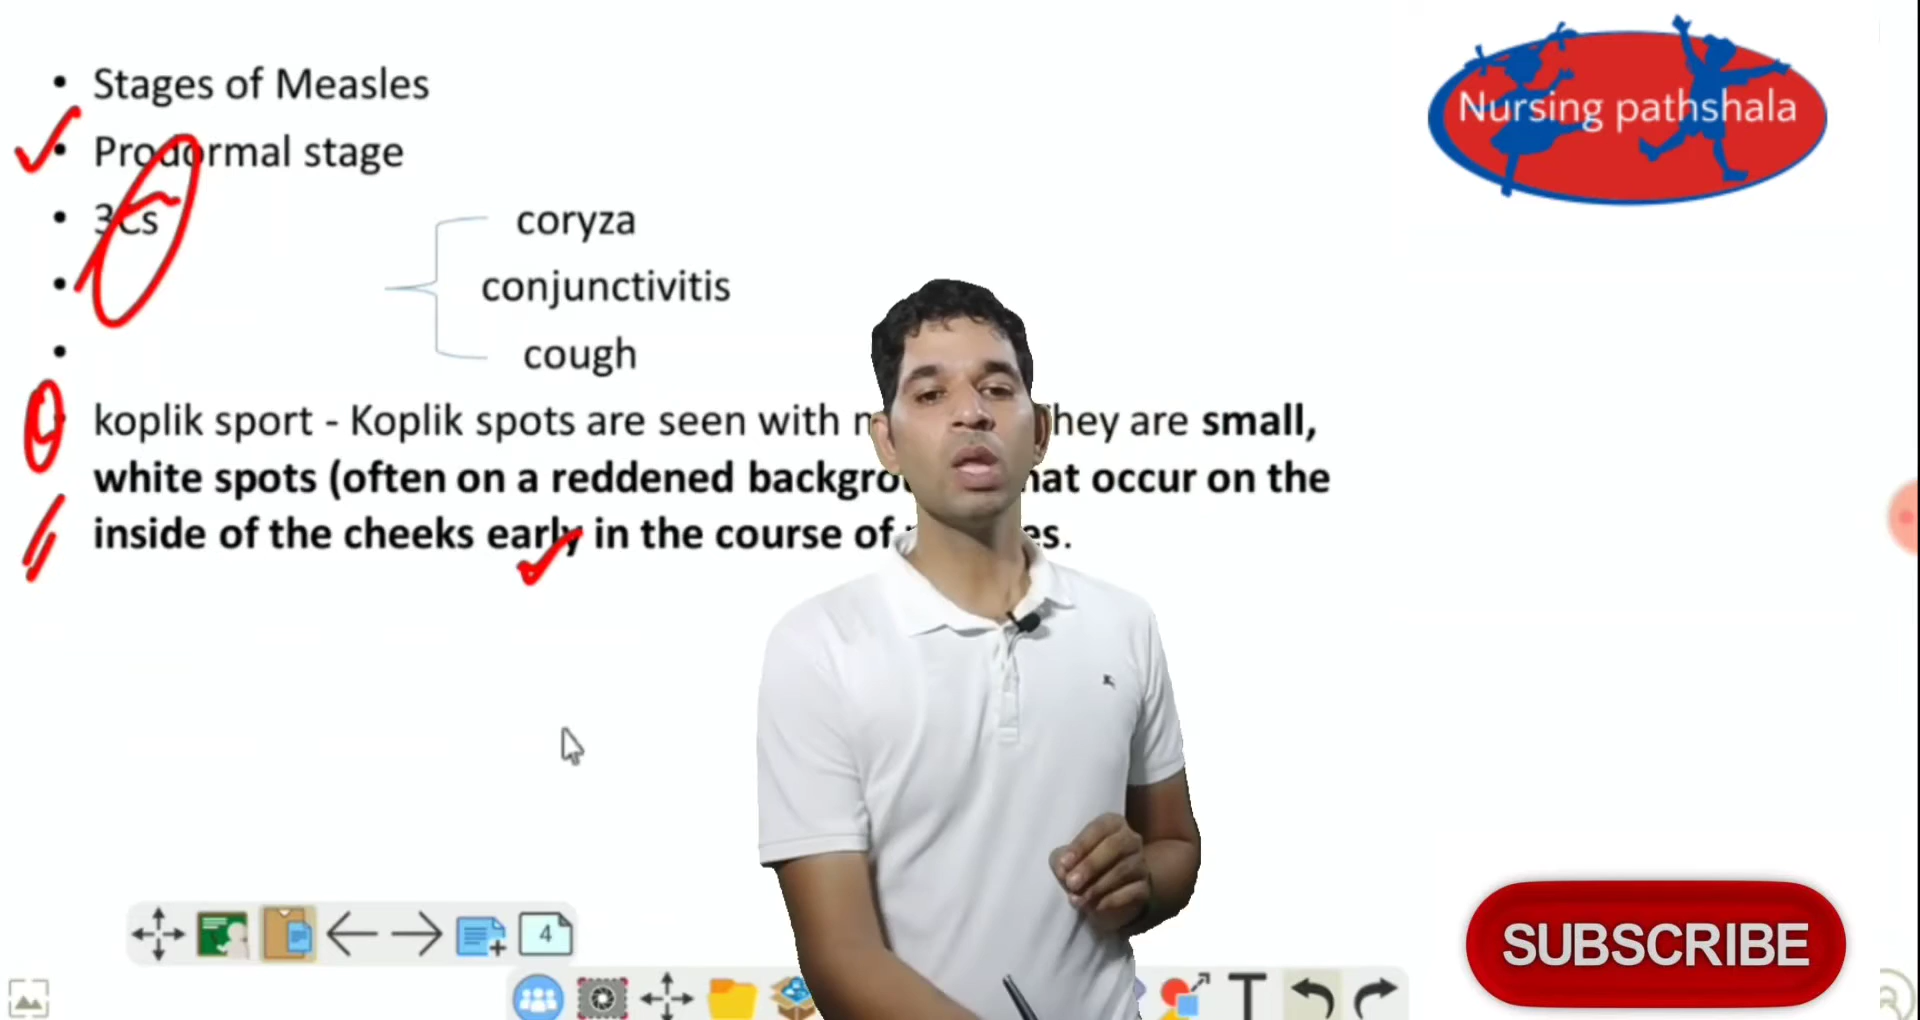 Stages of Measles
Nursing pathshala
Prodormal stage
3Cs
coryza
conjunctivitis
cough
koplik sport - Koplik spots are seen with hey are small,
white spots (often on a reddened hat occur on the
inside of the cheeks early in the course of
4
T
SUBSCRIBE